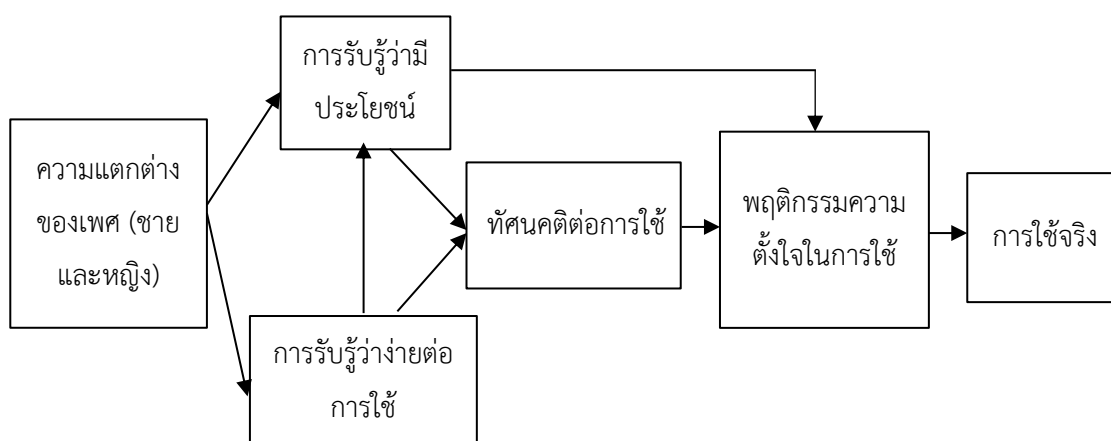 การรับรู้ว่ามี
ประโยชน์
ความแตกต่าง
ของเพศ (ชาย
และหญิง)
ทัศนคติต่อการใช้
พฤติกรรมความ
ตั้งใจในการใช้
การใช้จริง
การรับรู้ว่าง่ายต่อ
การใช้